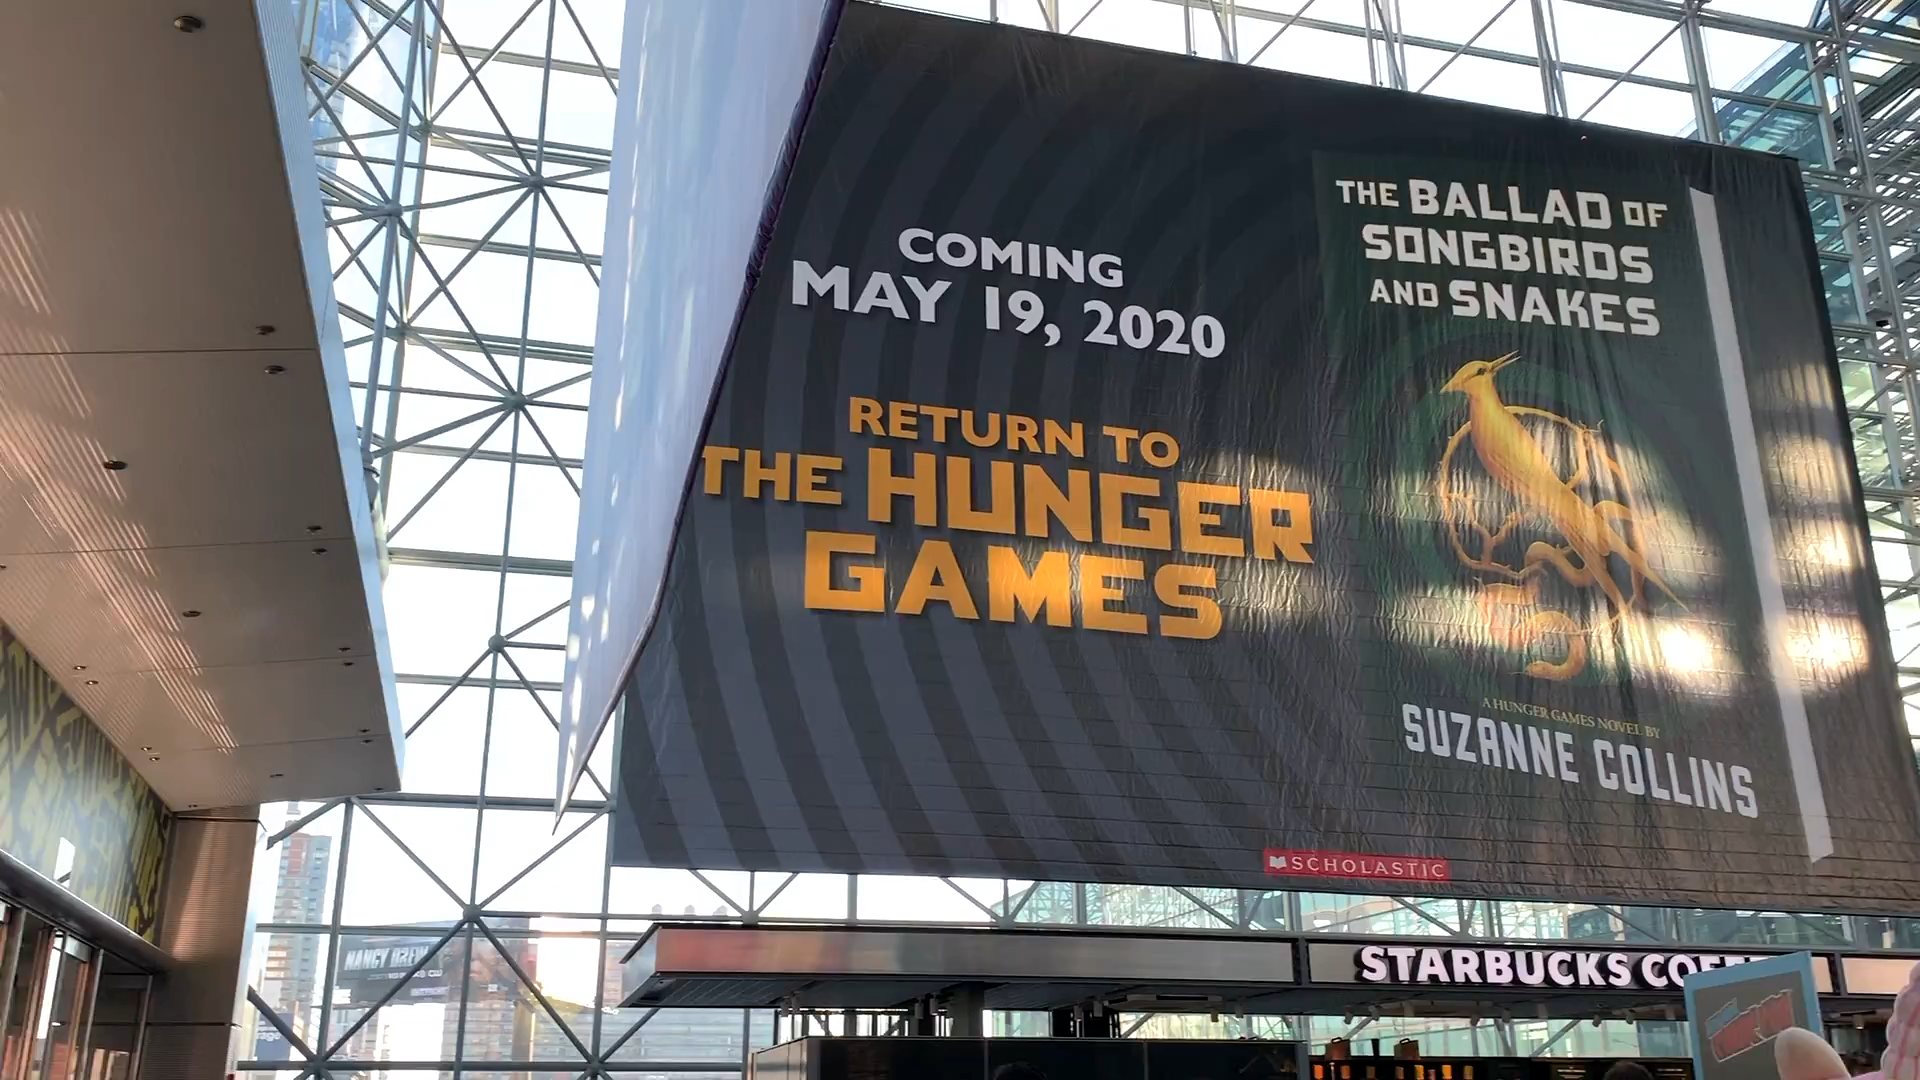 COMING
MAY 19, 2020
RETURN TO
THE HUNGER
GAMES
THE BALLAD OF
SONGBIRDS
AND SNAKES
A HUNGER GAMES NOVEL BY
SUZANNE COLLINS
SCHOLASTIC
STARBUCKS
NANCY DREW